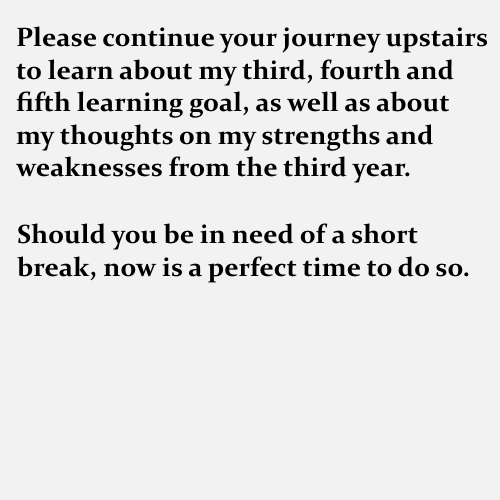 Please continue your journey upstairs
to learn about my third, fourth and
fifth learning goal, as well as about
my thoughts on my strengths and
weaknesses from the third year.
Should you be in need of a short
break, now is a perfect time to do so.